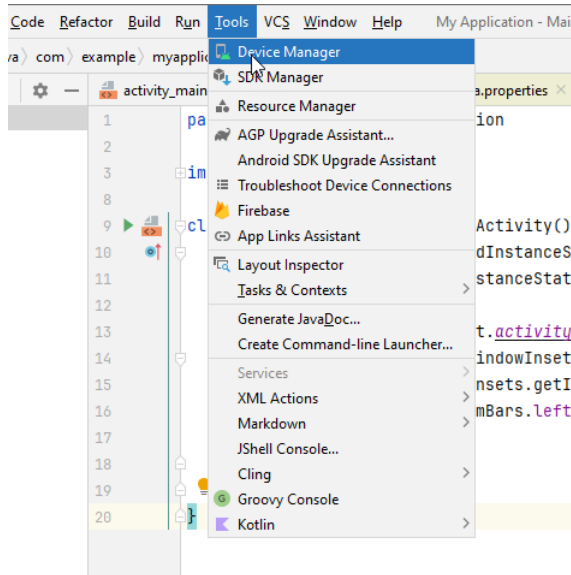 Code Refactor Build Run Tools VCS Window Help My Application - Mai
va com example myapplic
activity_main a.properties
1 pa ion
2
3 im
8
9 cl Activity()
10 dInstanceS
11 stanceStat
12
13 t.activity
14 indowInset
15 nsets.getI
16 mBars.left
17
18
19
20 }
Device Manager
SDK Manager
Resource Manager
AGP Upgrade Assistant...
Android SDK Upgrade Assistant
Troubleshoot Device Connections
Firebase
App Links Assistant
Layout Inspector
Tasks & Contexts
Generate JavaDoc...
Create Command-line Launcher...
Services
XML Actions
Markdown
JShell Console...
Cling
G Groovy Console
Kotlin